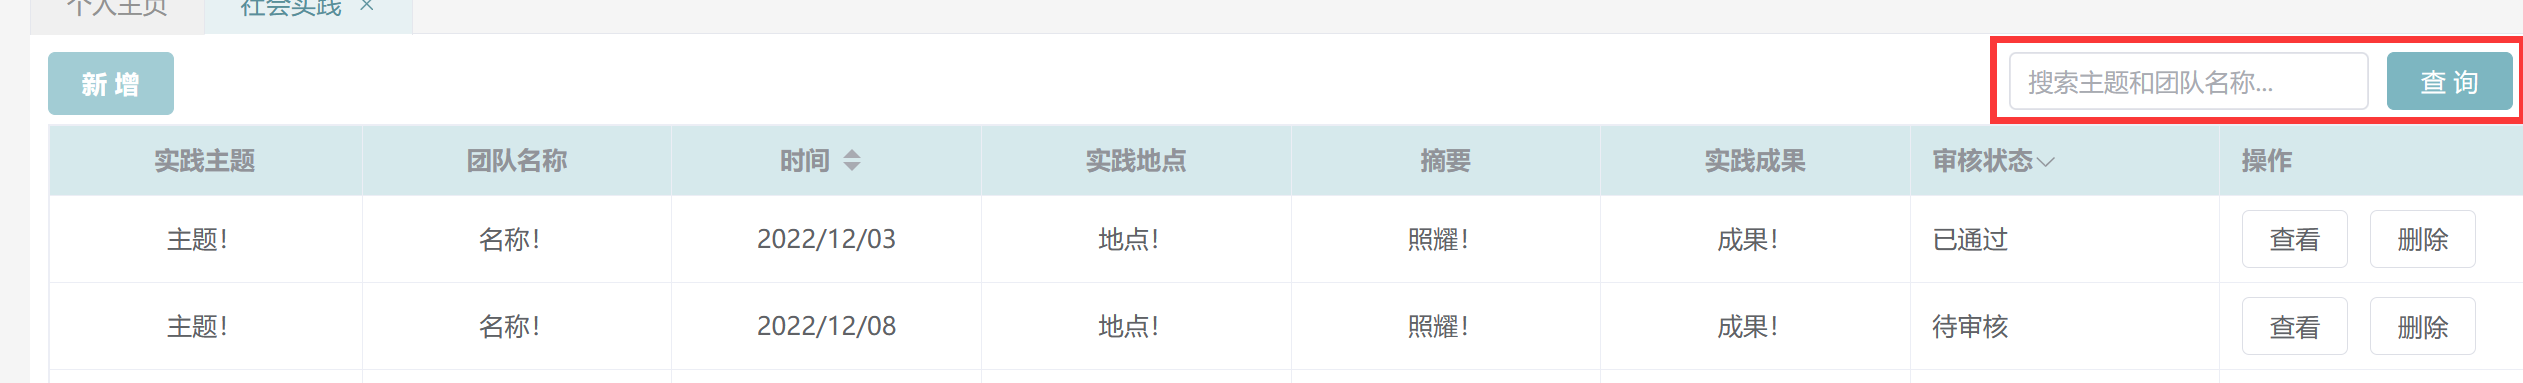 个人主页 社会实践 ×
新 增 搜索主题和团队名称... 查 询
实践主题 团队名称 时间 实践地点 摘要 实践成果 审核状态 操作
主题！ 名称！ 2022/12/03 地点！ 照耀！ 成果！ 已通过 查看 删除
主题！ 名称！ 2022/12/08 地点！ 照耀！ 成果！ 待审核 查看 删除